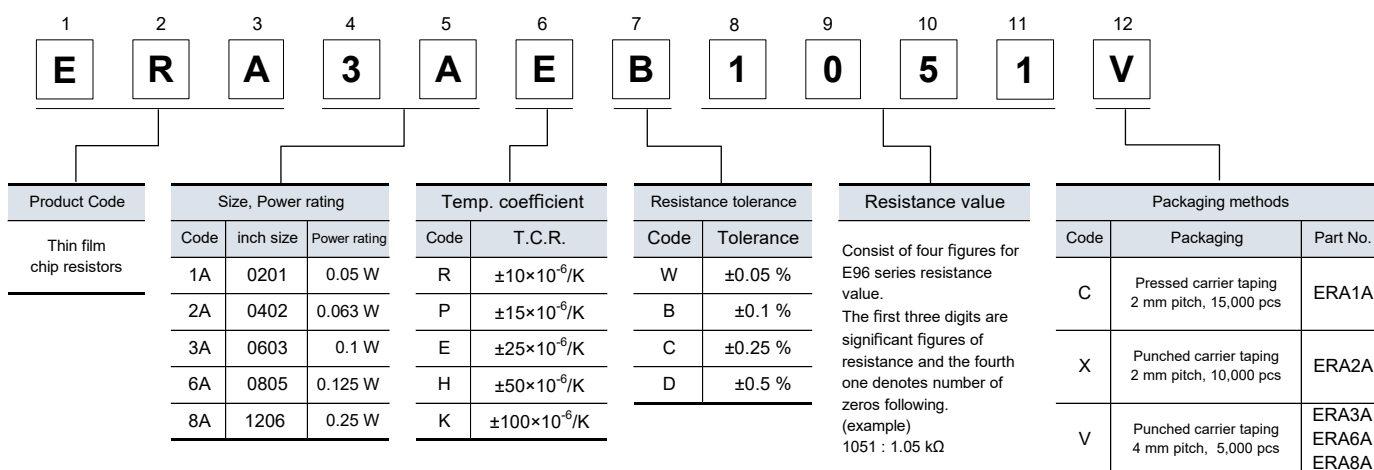 1 2 3 4 5 6 7 8 9 10 11 12
E R A 3 A E B 1 0 5 1 V
Product Code
Thin film
chip resistors
Size, Power rating
Code inch size Power rating
1A 0201 0.05 W
2A 0402 0.063 W
3A 0603 0.1 W
6A 0805 0.125 W
8A 1206 0.25 W
Temp. coefficient
Code T.C.R.
R ±10×10⁻⁶/K
P ±15×10⁻⁶/K
E ±25×10⁻⁶/K
H ±50×10⁻⁶/K
K ±100×10⁻⁶/K
Resistance tolerance
Code Tolerance
W ±0.05 %
B ±0.1 %
C ±0.25 %
D ±0.5 %
Resistance value
Consist of four figures for
E96 series resistance
value.
The first three digits are
significant figures of
resistance and the fourth
one denotes number of
zeros following.
(example)
1051 : 1.05 kΩ
Packaging methods
Code Packaging Part No.
C Pressed carrier taping
2 mm pitch, 15,000 pcs ERA1A
X Punched carrier taping
2 mm pitch, 10,000 pcs ERA2A
V Punched carrier taping
4 mm pitch, 5,000 pcs ERA3A
ERA6A
ERA8A